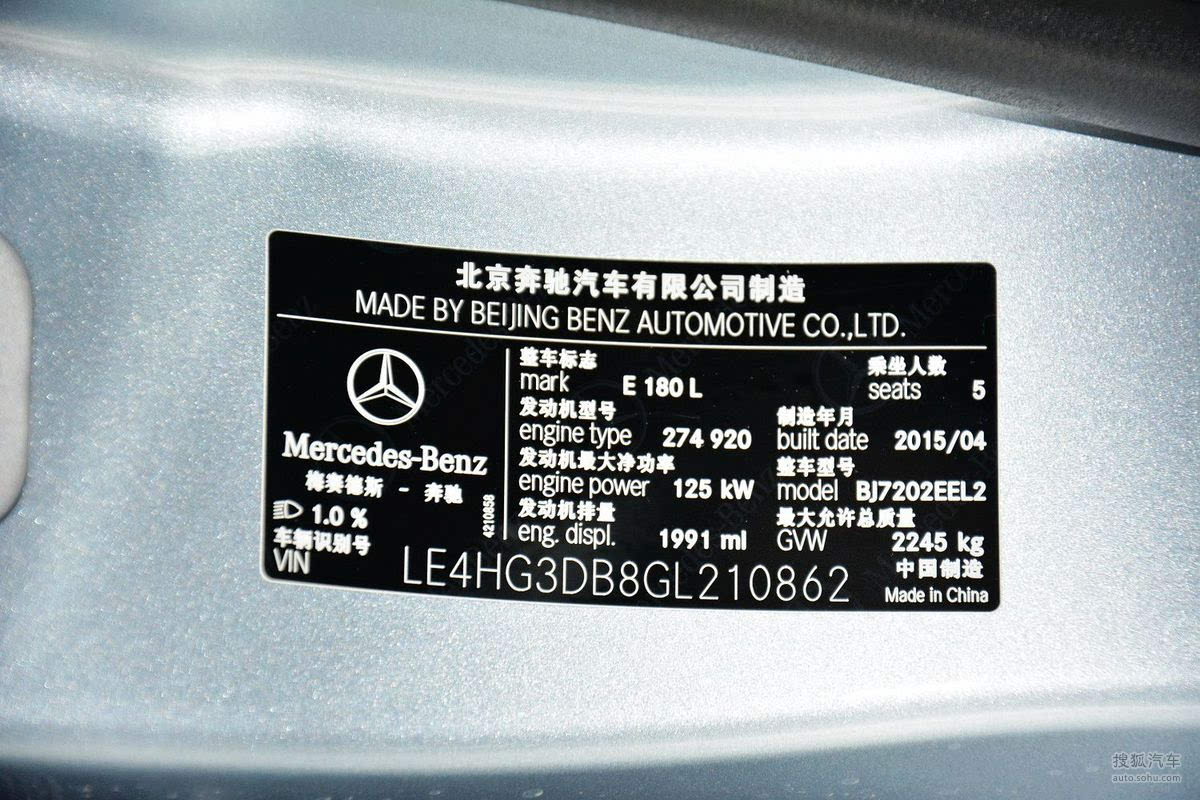 北京奔驰汽车有限公司制造
MADE BY BEIJING BENZ AUTOMOTIVE CO.,LTD.
Mercedes-Benz
梅赛德斯 - 奔驰
1.0 %
4210658
整车标志
mark E 180 L
乘坐人数
seats 5
发动机型号
engine type 274 920
制造年月
built date 2015/04
发动机最大净功率
engine power 125 kW
整车型号
model BJ7202EEL2
发动机排量
eng. displ. 1991 ml
最大允许总质量
GVW 2245 kg
车辆识别号
VIN LE4HG3DB8GL210862
中国制造
Made in China
搜狐汽车
auto.sohu.com